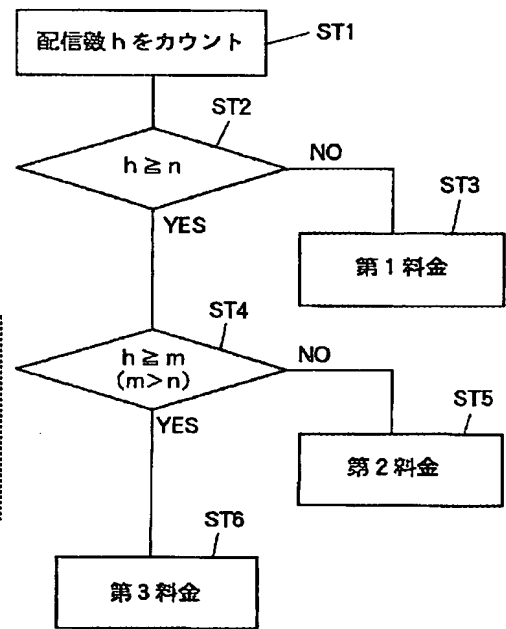 配信数hをカウント
ST1
ST2
h≧n
NO
YES
ST3
第1料金
ST4
h≧m
(m>n)
NO
YES
ST5
第2料金
ST6
第3料金